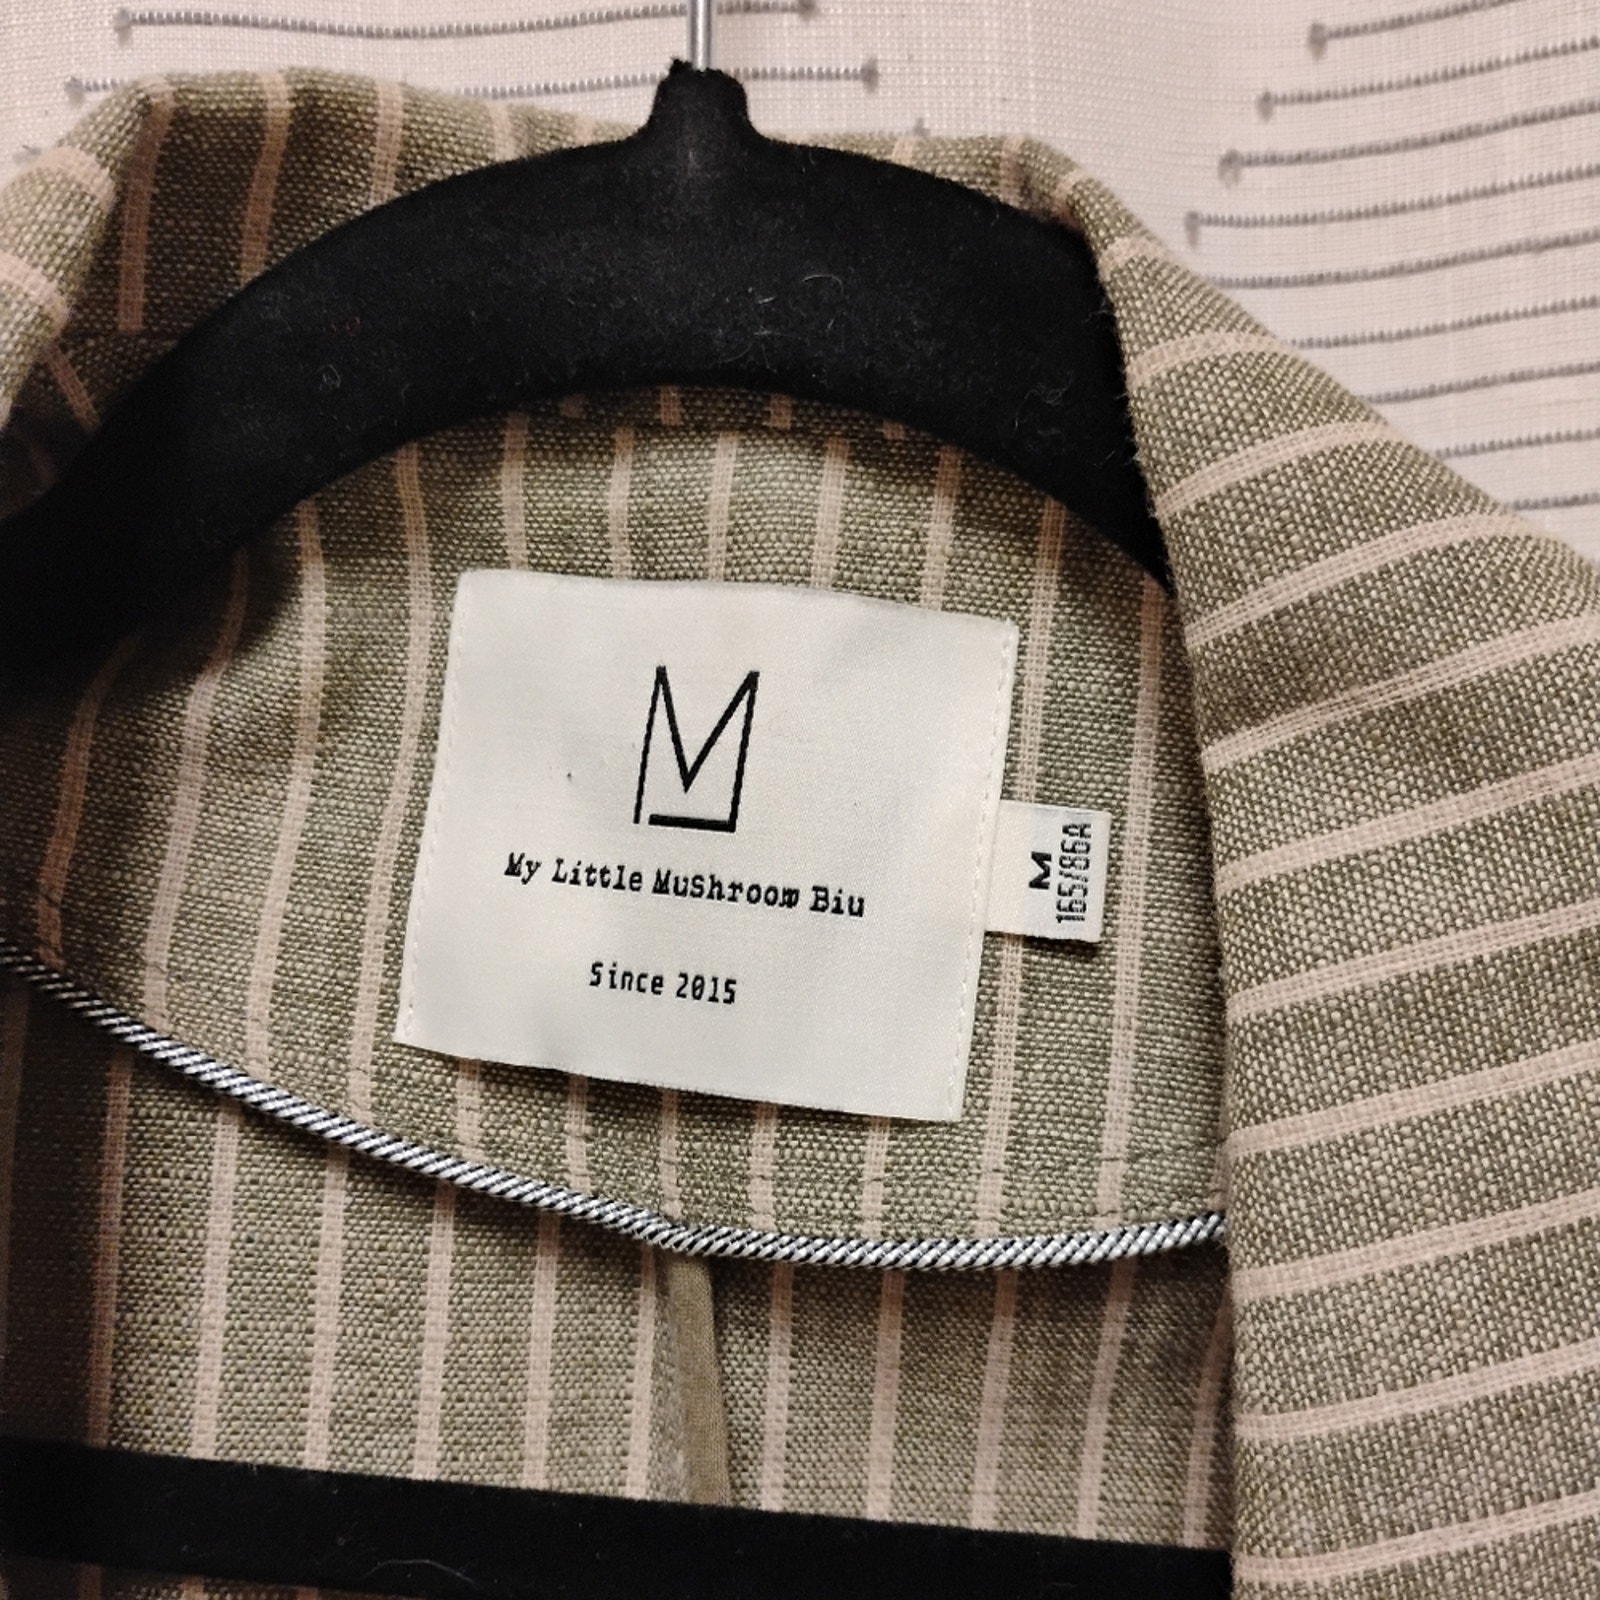 M
My Little MuShroom Biu
Since 2015
M
165/86A